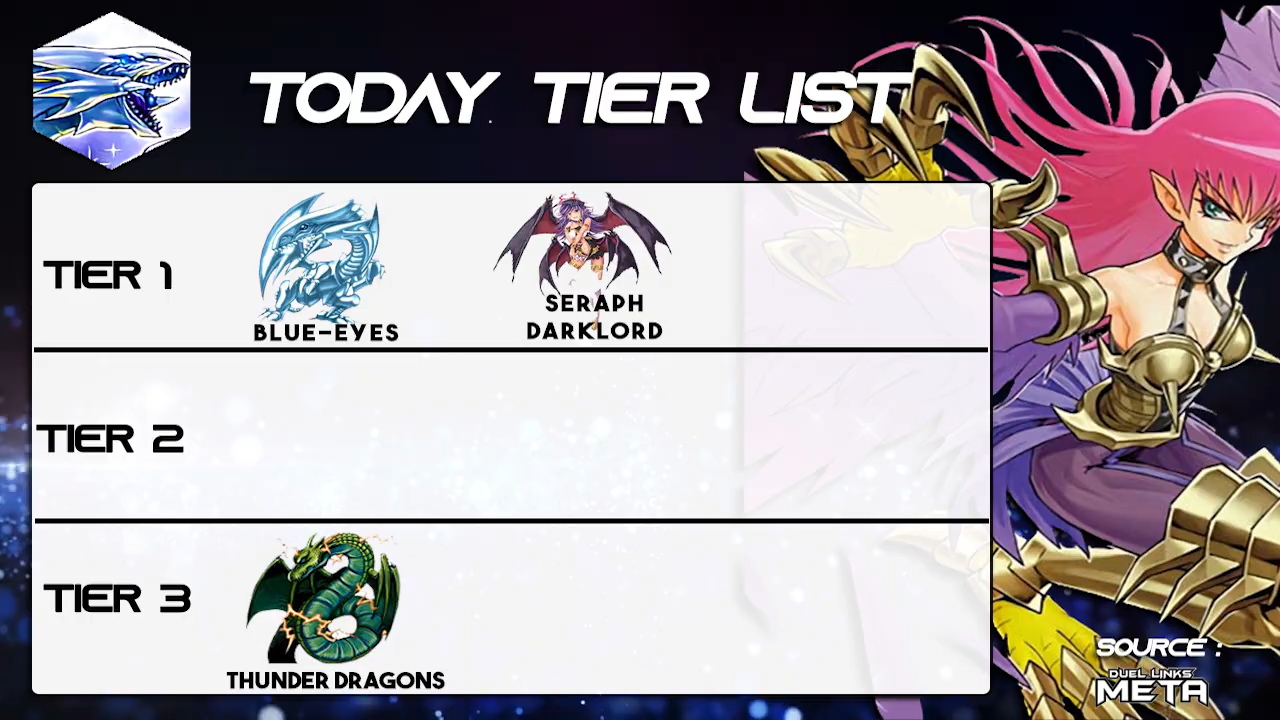 TODAY TIER LIST
TIER 1
BLUE-EYES
SERAPH
DARKLORD
TIER 2
TIER 3
THUNDER DRAGONS
SOURCE :
DUEL LINKS
META